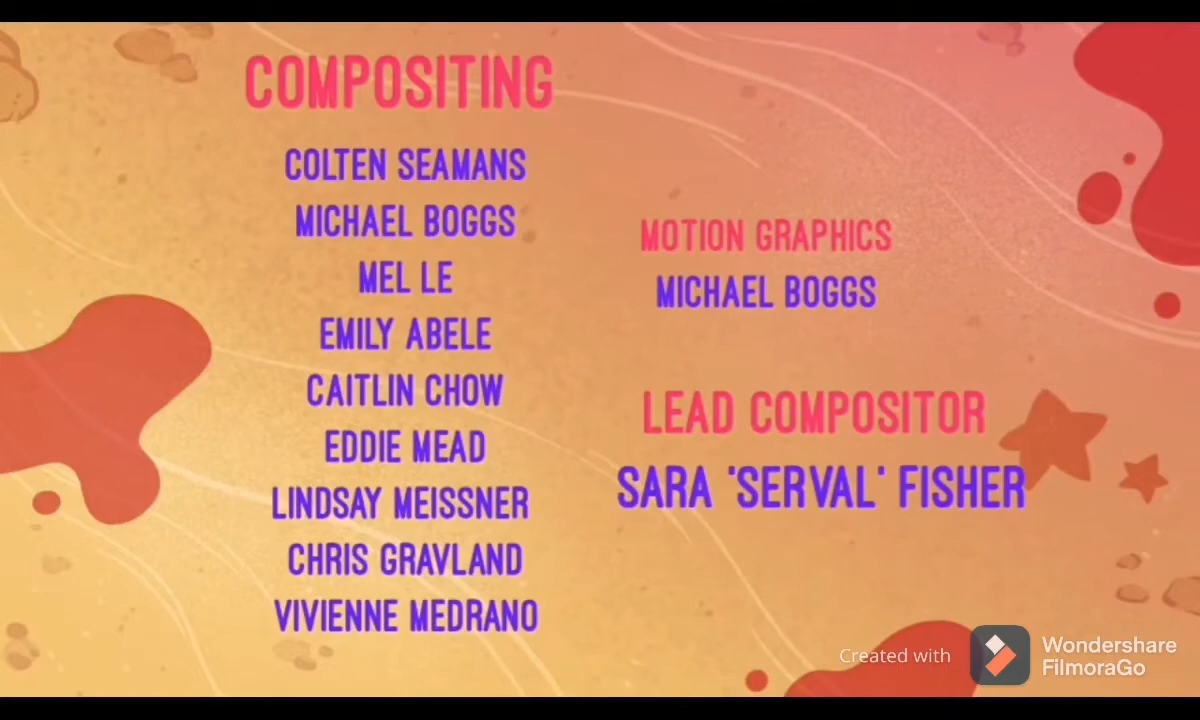 COMPOSITING
COLTEN SEAMANS
MICHAEL BOGGS
MEL LE
EMILY ABELE
CAITLIN CHOW
EDDIE MEAD
LINDSAY MEISSNER
CHRIS GRAVLAND
VIVIENNE MEDRANO
MOTION GRAPHICS
MICHAEL BOGGS
LEAD COMPOSITOR
SARA 'SERVAL' FISHER
Created with
Wondershare
FilmoraGo